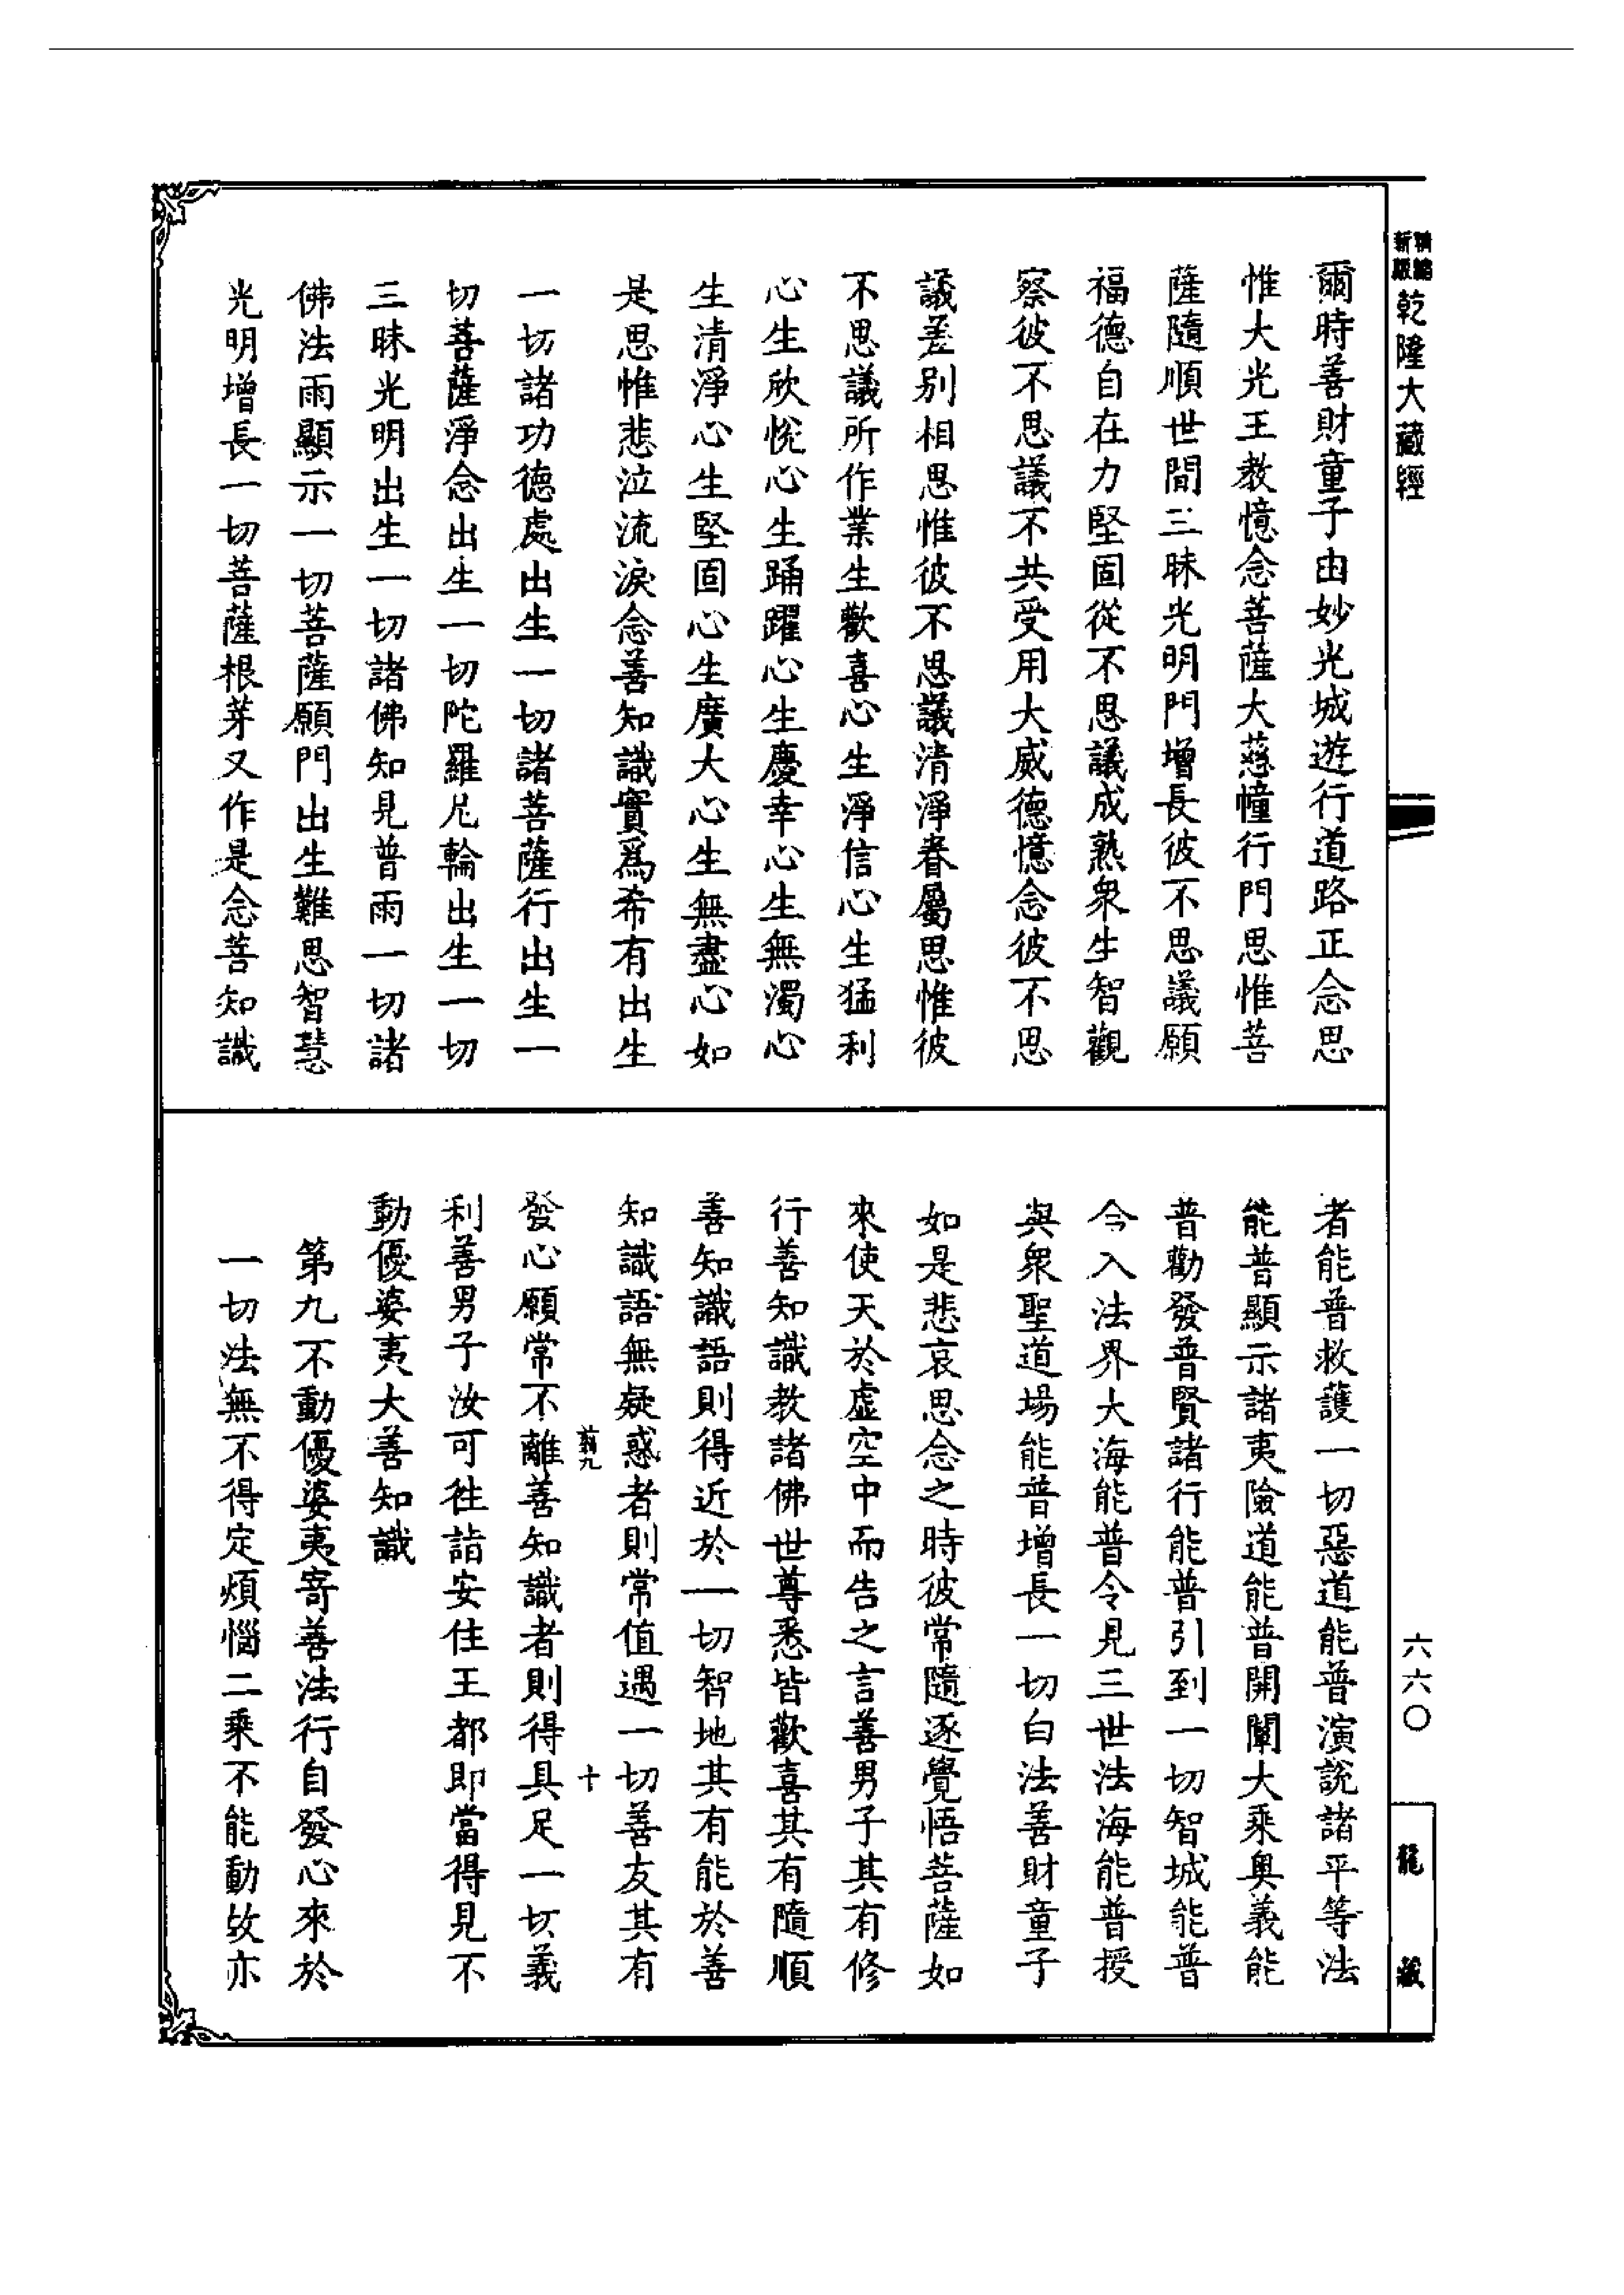 精縮
新版
乾隆大藏經
六六〇
龍藏
爾時善財童子由妙光城遊行道路正念思
惟大光王教憶念菩薩大慈幢行門思惟菩
薩隨順世間三昧光明門增長彼不思議願
福德自在力堅固從不思議成熟衆生智觀
察彼不思議不共受用大威德憶念彼不思
議差别相思惟彼不思議清淨眷屬思惟彼
不思議所作業生歡喜心生淨信心生猛利
心生欣悅心生踊躍心生慶幸心生無濁心
生清淨心生堅固心生廣大心生無盡心如
是思惟悲泣流淚念善知識實爲希有出生
一切諸功德處出生一切諸菩薩行出生一
切菩薩淨念出生一切陀羅尼輪出生一切
三昧光明出生一切諸佛知見普雨一切諸
佛法雨顯示一切菩薩願門出生難思智慧
光明增長一切菩薩根芽又作是念善知識
者能普救護一切惡道能普演說諸平等法
能普顯示諸夷險道能普開闡大乘奥義能
普勸發普賢諸行能普引到一切智城能普
令入法界大海能普令見三世法海能普授
與衆聖道場能普增長一切白法善財童子
如是悲哀思念之時彼常隨逐覺悟菩薩如
來使天於虛空中而告之言善男子其有修
行善知識教諸佛世尊悉皆歡喜其有隨順
善知識語則得近於一切智地其有能於善
知識語無疑惑者則常值遇一切善友其有
翦九 十
發心願常不離善知識者則得具足一切義
利善男子汝可往詣安住王都即當得見不
動優婆夷大善知識
第九不動優婆夷寄善法行自發心來於
一切法無不得定煩惱二乘不能動故亦